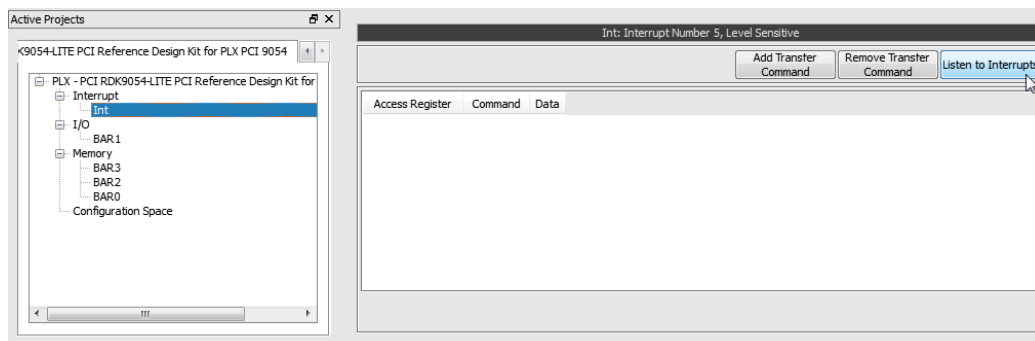 Active Projects
K9054-LITE PCI Reference Design Kit for PLX PCI 9054
PLX - PCI RDK9054-LITE PCI Reference Design Kit for
Interrupt
Int
I/O
BAR1
Memory
BAR3
BAR2
BAR0
Configuration Space
Int: Interrupt Number 5, Level Sensitive
Add Transfer
Command
Remove Transfer
Command
Listen to Interrupts
Access Register Command Data